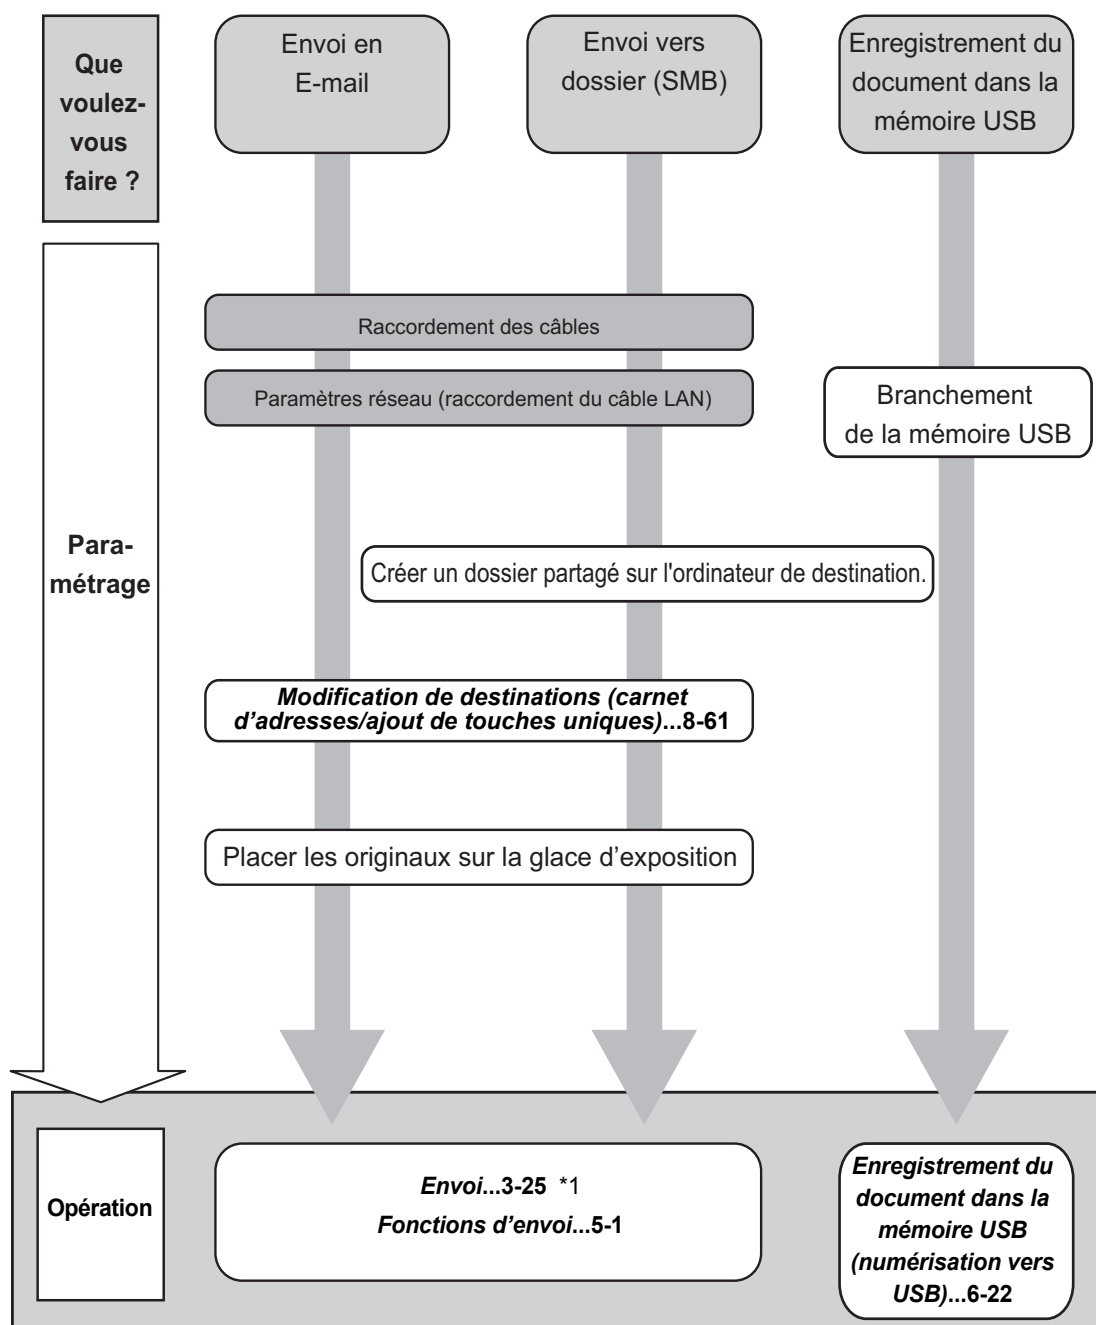 Que
voulez-
vous
faire ?
Envoi en
E-mail
Envoi vers
dossier (SMB)
Enregistrement du
document dans la
mémoire USB
Raccordement des câbles
Paramètres réseau (raccordement du câble LAN)
Branchement
de la mémoire USB
Para-
métrage
Créer un dossier partagé sur l'ordinateur de destination.
Modification de destinations (carnet
d’adresses/ajout de touches uniques)...8-61
Placer les originaux sur la glace d’exposition
Opération
Envoi...3-25 *1
Fonctions d’envoi...5-1
Enregistrement du
document dans la
mémoire USB
(numérisation vers
USB)...6-22